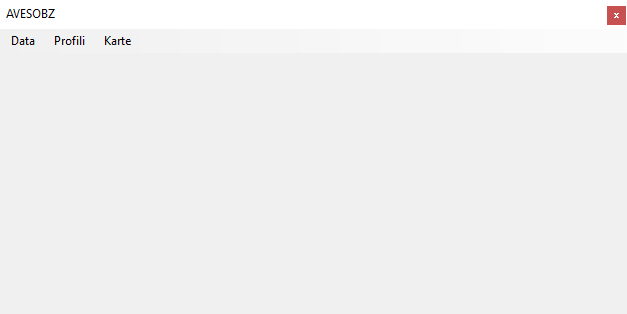 AVESOBZ
x
Data Profili Karte